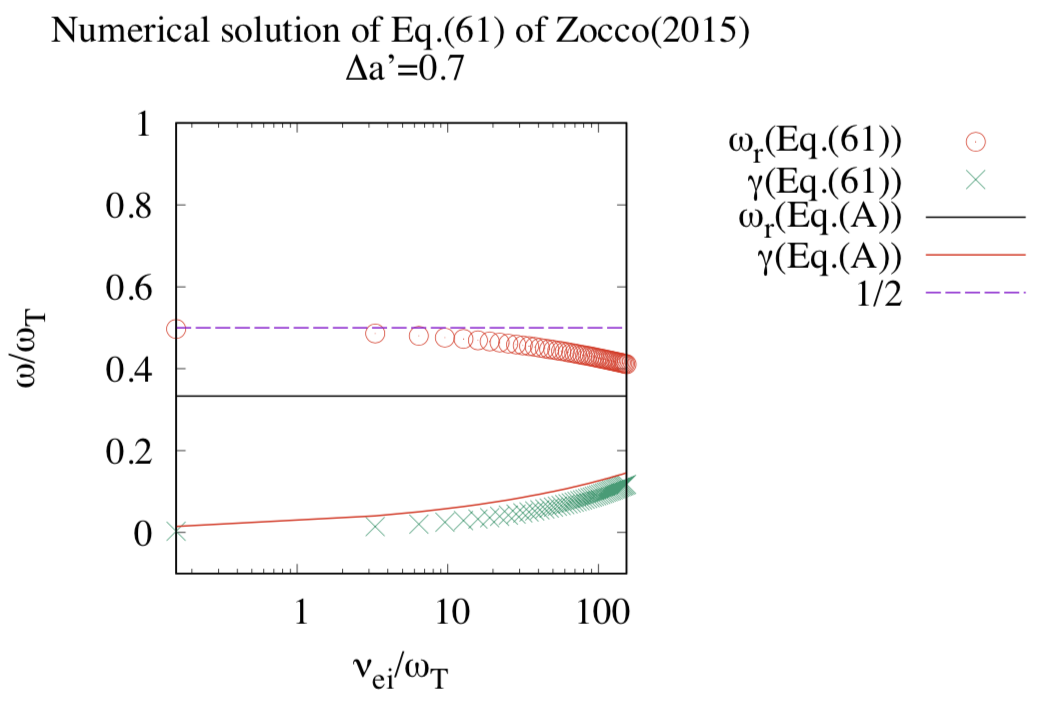 Numerical solution of Eq.(61) of Zocco(2015)
Δa'=0.7
1
0.8
0.6
0.4
0.2
0
ω/ωT
1 10 100
νei/ωT
ωr(Eq.(61))
γ(Eq.(61))
ωr(Eq.(A))
γ(Eq.(A))
1/2